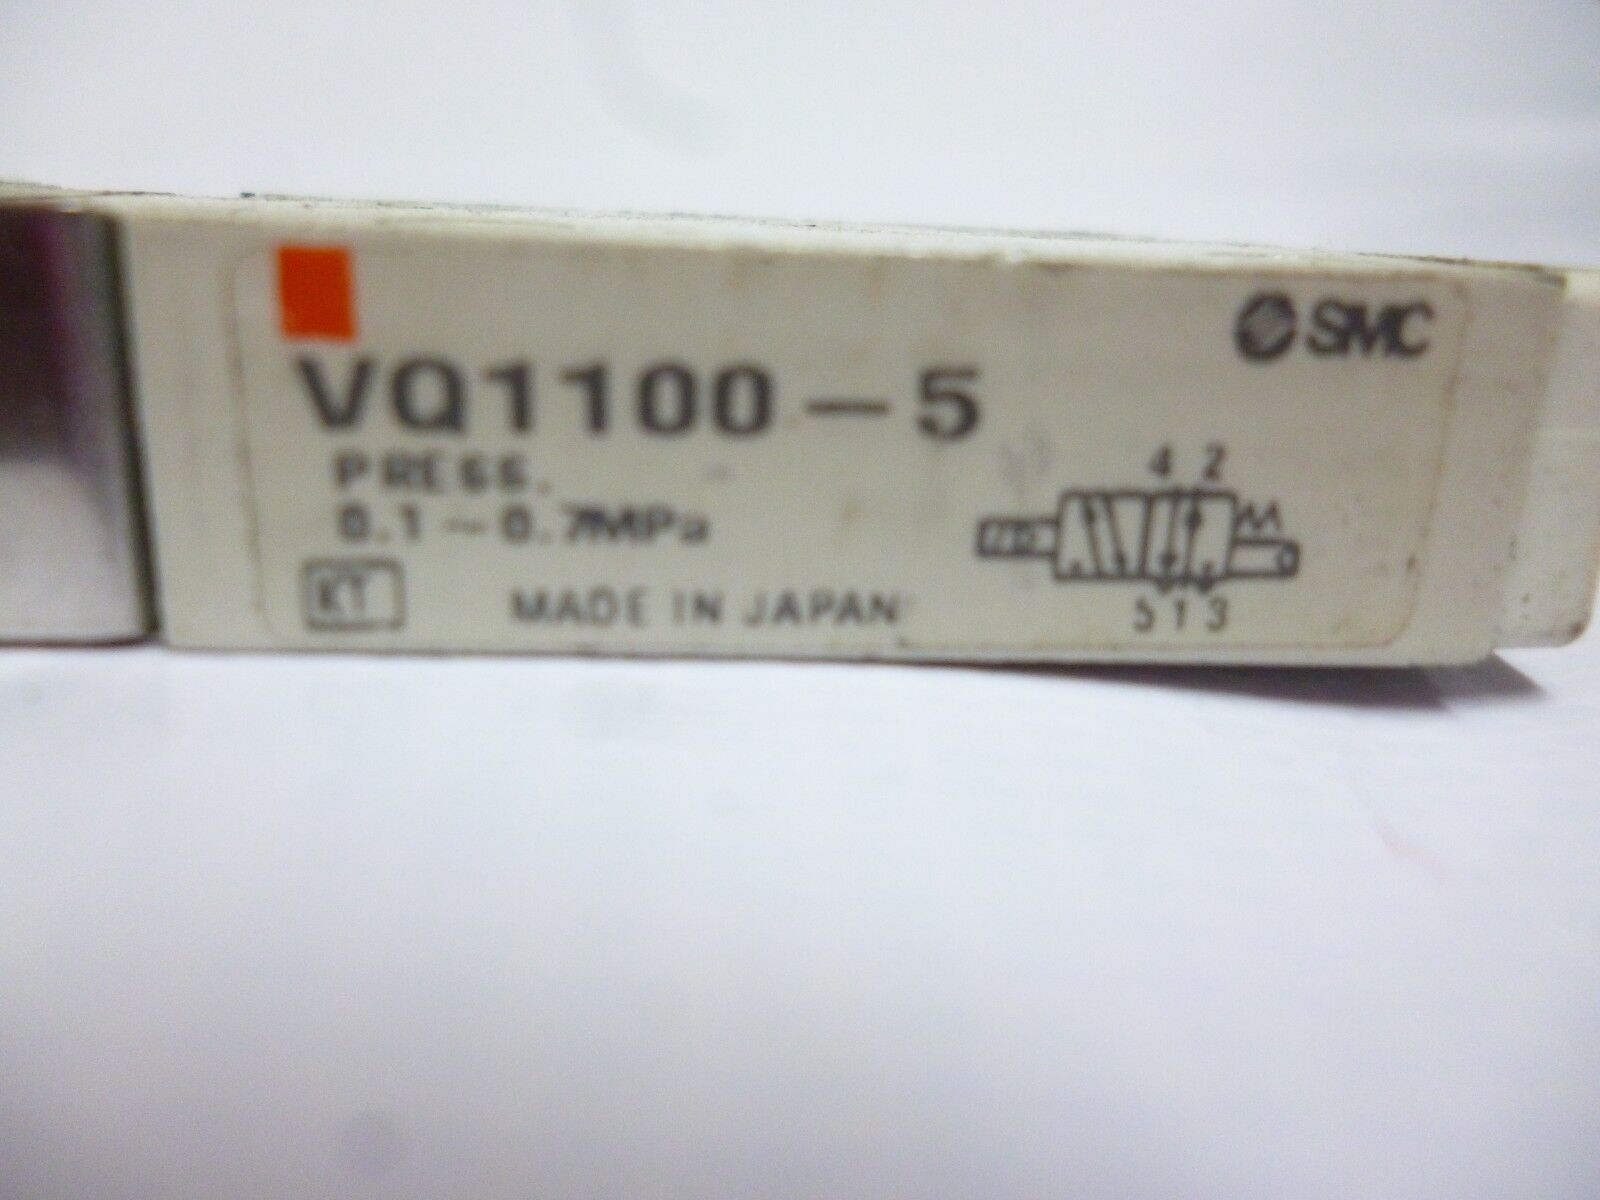 SMC
VQ1100-5
PRESS.
0.1~0.7MPa
4 2
KT
MADE IN JAPAN
5 1 3